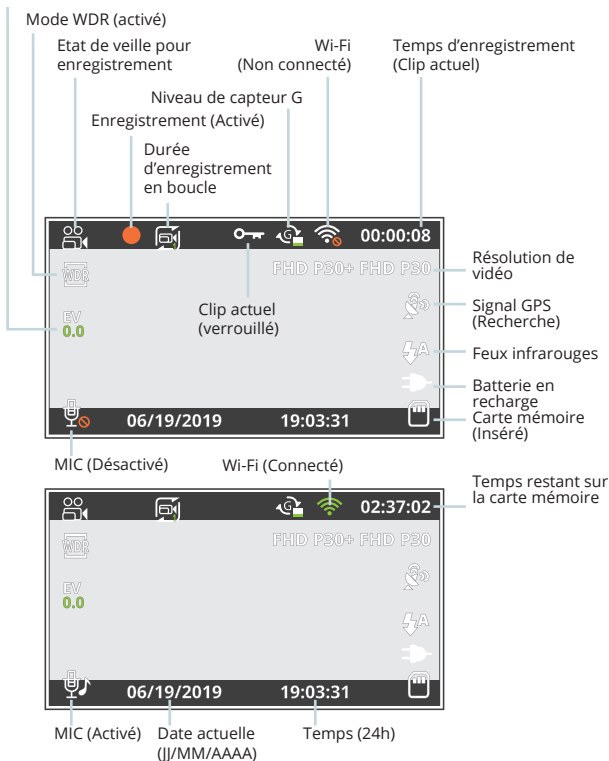 Mode WDR (activé)
Etat de veille pour
enregistrement
Wi-Fi
(Non connecté)
Temps d'enregistrement
(Clip actuel)
Niveau de capteur G
Enregistrement (Activé)
Durée
d'enregistrement
en boucle
G
00:00:08
WDR
FHD P30+ FHD P30
Résolution de
vidéo
EV
0.0
Clip actuel
(verrouillé)
Signal GPS
(Recherche)
A
Feux infrarouges
Batterie en
recharge
Carte mémoire
(Inséré)
06/19/2019
19:03:31
MIC (Désactivé)
Wi-Fi (Connecté)
Temps restant sur
la carte mémoire
G
02:37:02
WDR
FHD P30+ FHD P30
EV
0.0
A
06/19/2019
19:03:31
MIC (Activé)
Date actuelle
(JJ/MM/AAAA)
Temps (24h)